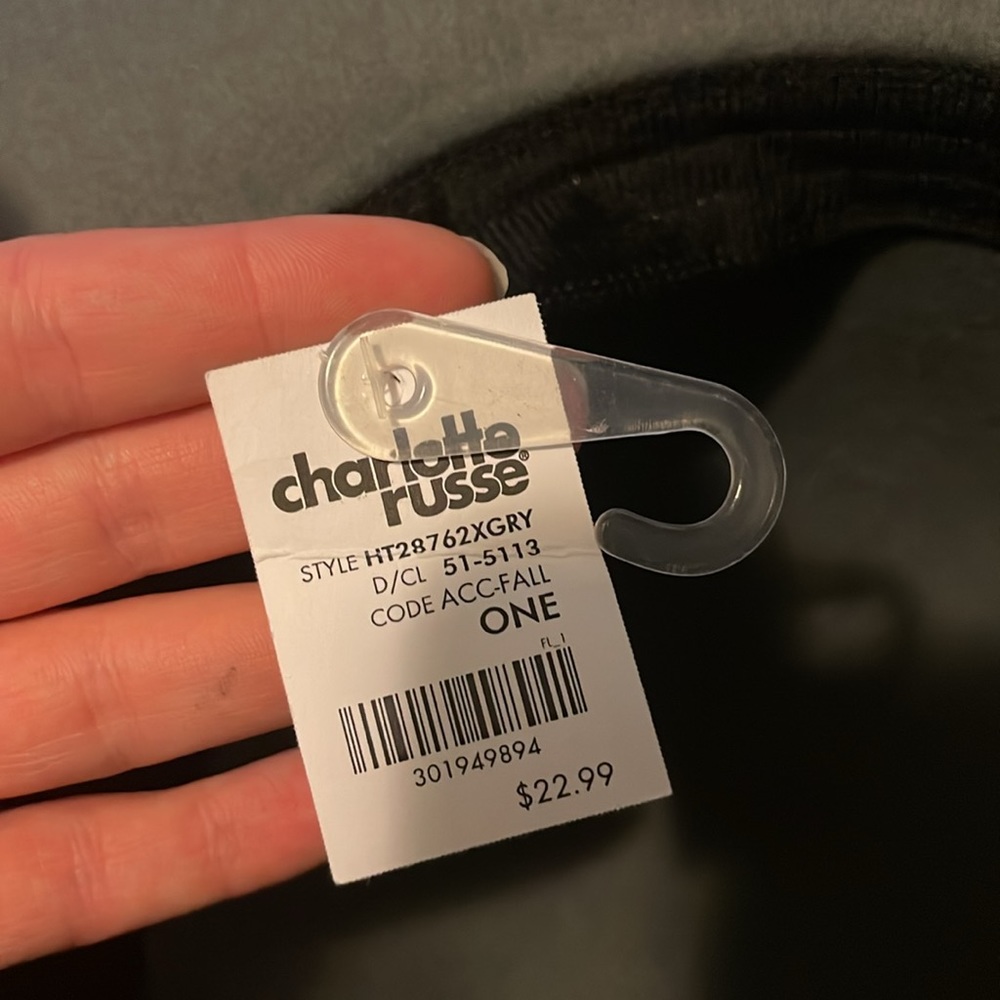 charlotte
russe®
STYLE HT28762XGRY
D/CL 51-5113
CODE ACC-FALL
ONE
FL_1
301949894
$22.99